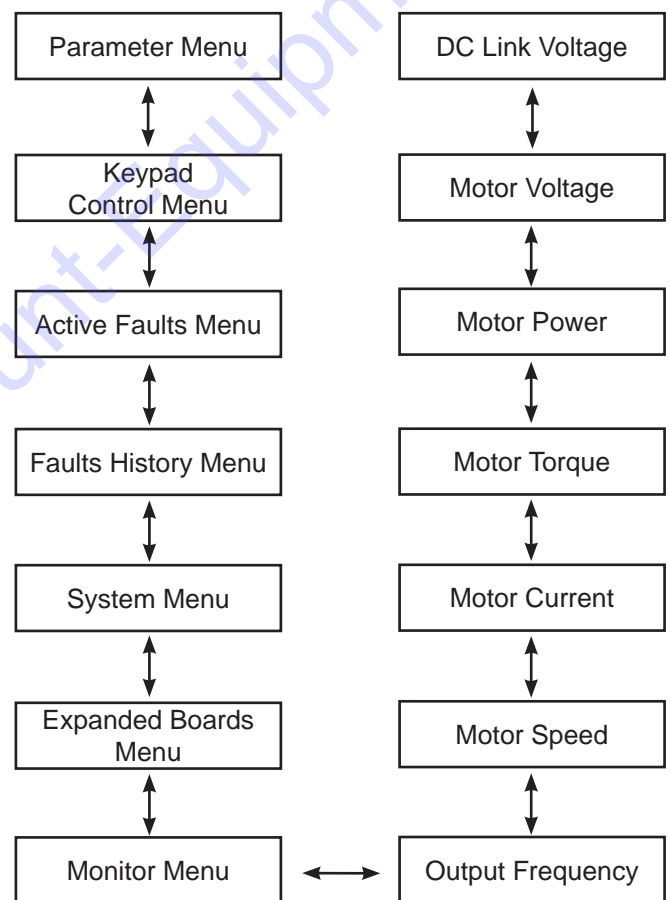 Parameter Menu
Keypad
Control Menu
Active Faults Menu
Faults History Menu
System Menu
Expanded Boards
Menu
Monitor Menu
DC Link Voltage
Motor Voltage
Motor Power
Motor Torque
Motor Current
Motor Speed
Output Frequency